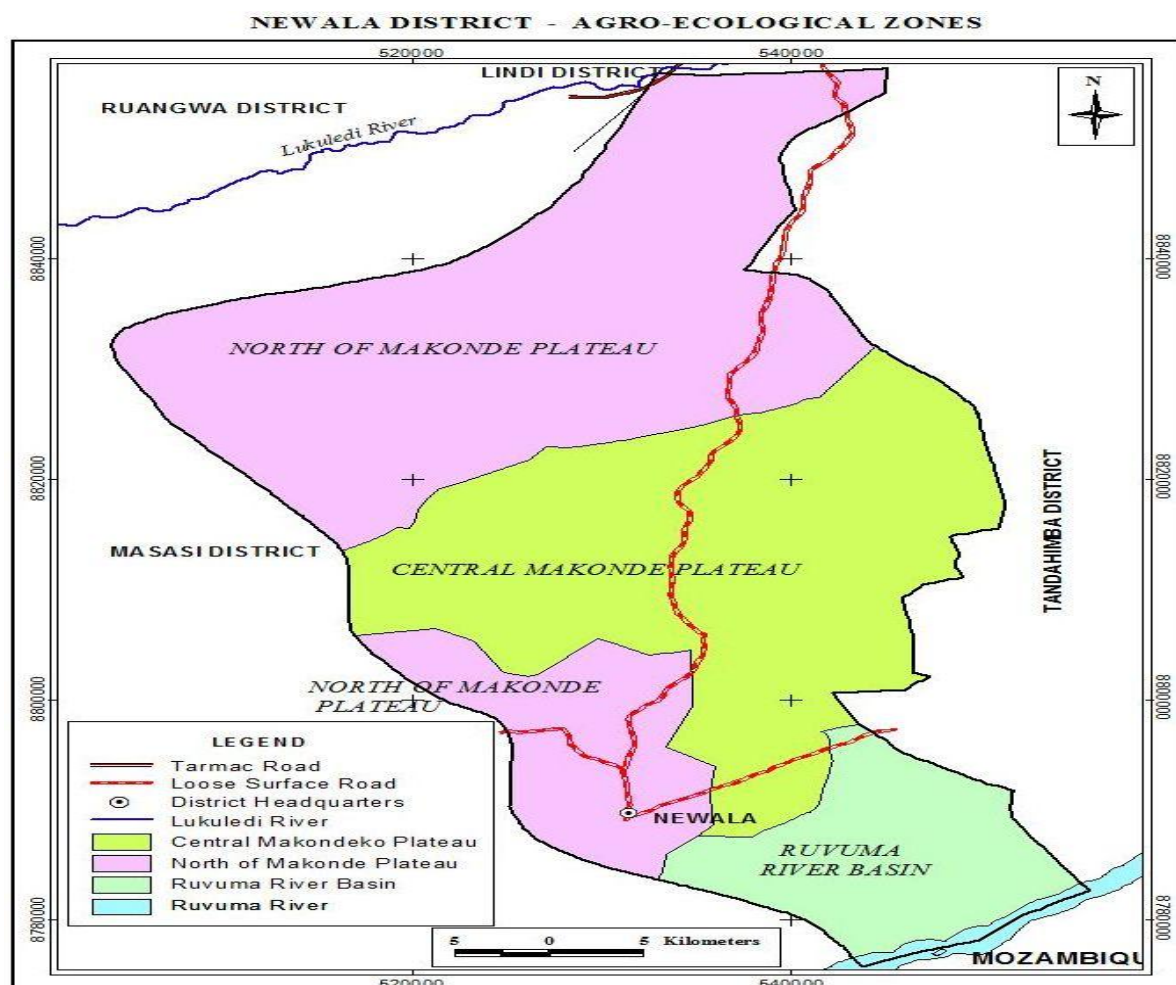 NEWALA DISTRICT - AGRO-ECOLOGICAL ZONES
520000
540000
LINDI DISTRICT
N
RUANGWA DISTRICT
Lukuledi River
8840000
8840000
NORTH OF MAKONDE PLATEAU
8820000
8820000
MASASI DISTRICT
CENTRAL MAKONDE PLATEAU
TANDAHIMBA DISTRICT
NORTH OF MAKONDE
PLATEAU
8800000
8800000
LEGEND
Tarmac Road
Loose Surface Road
District Headquarters
Lukuledi River
Central Makondeko Plateau
North of Makonde Plateau
Ruvuma River Basin
Ruvuma River
NEWALA
RUVUMA
RIVER BASIN
8780000
8780000
5 0 5 Kilometers
MOZAMBIQU
520000
540000